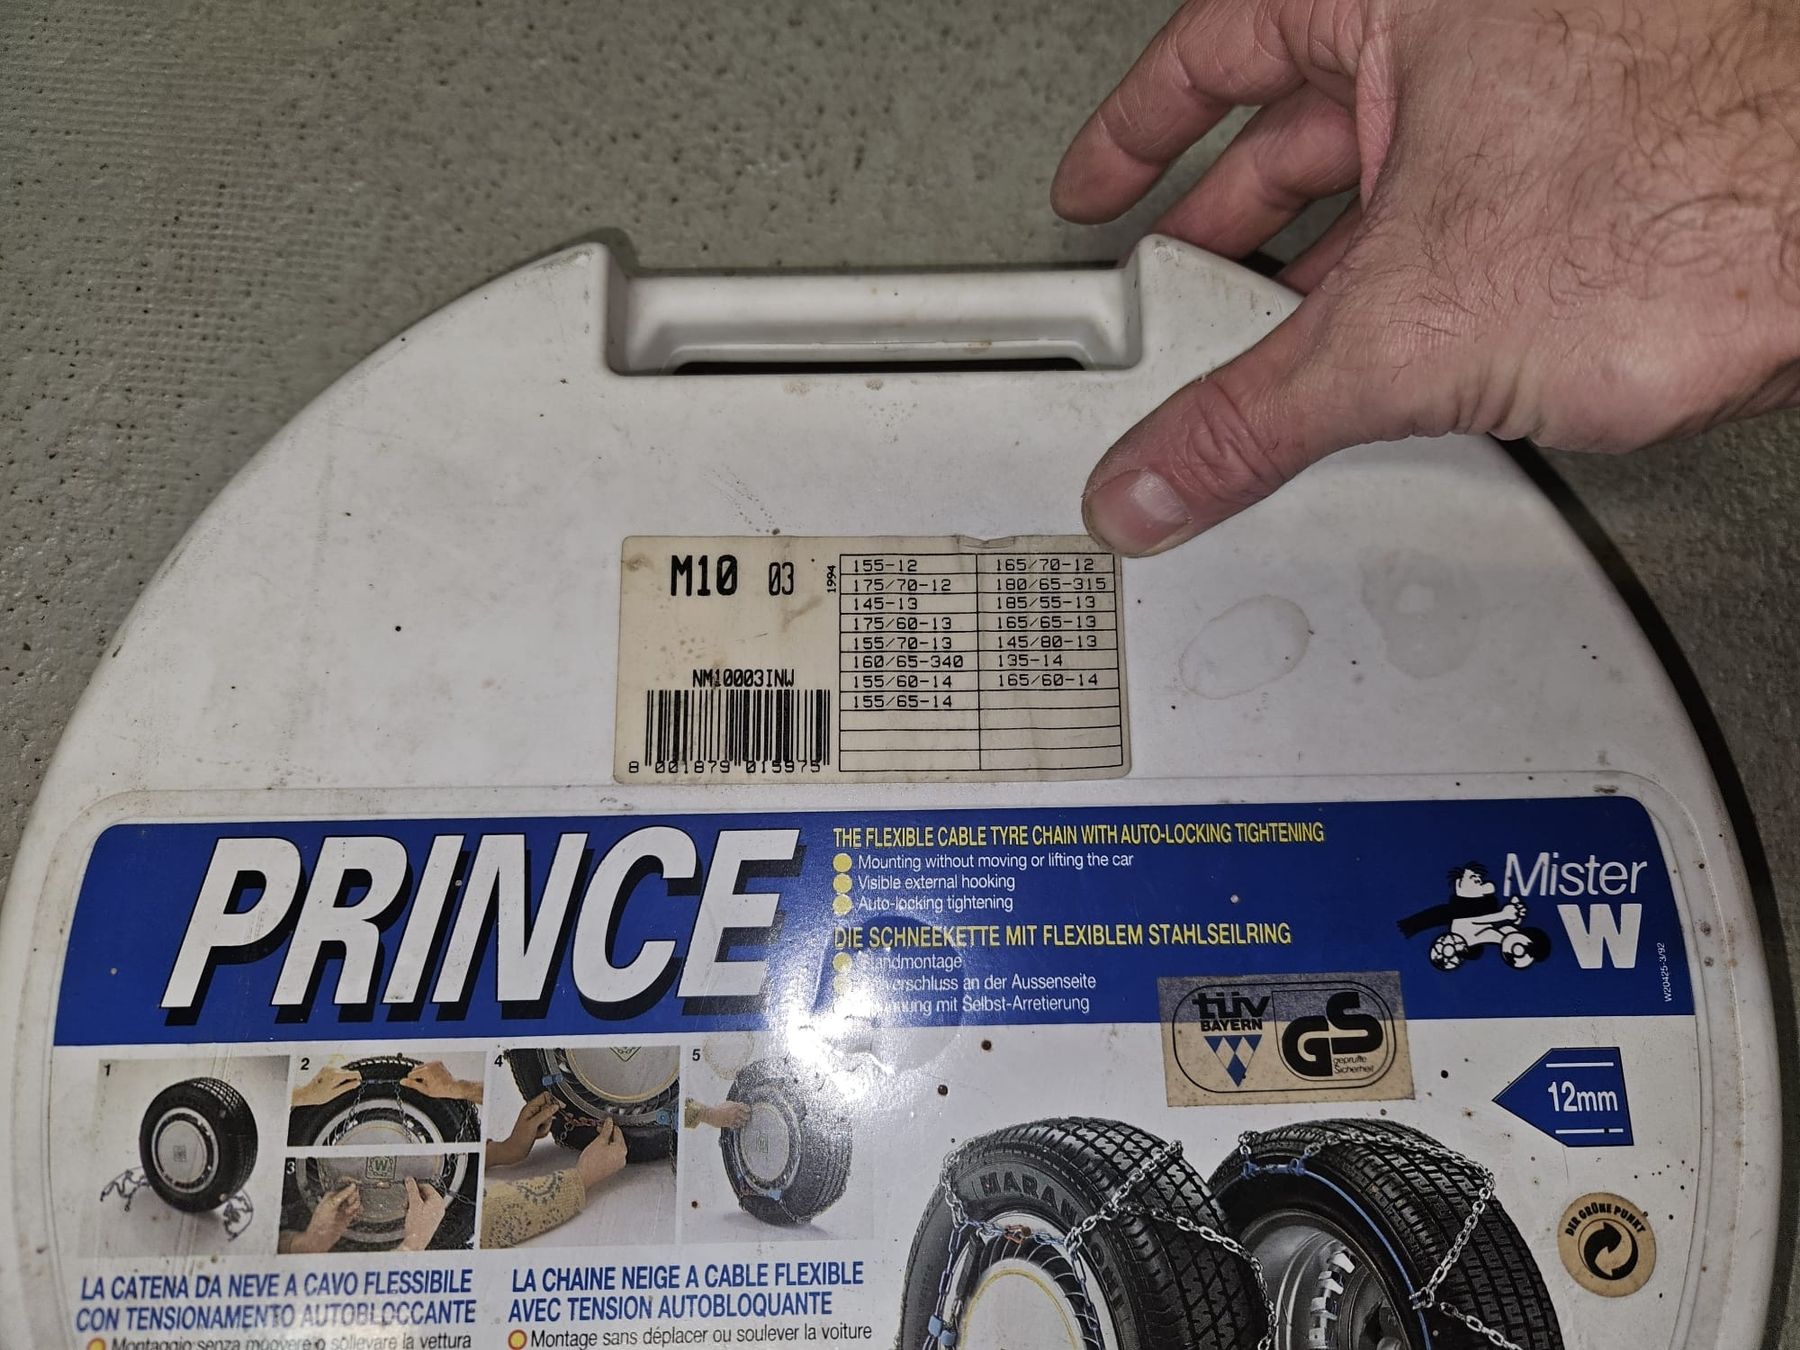 M10 03
1994
155-12 165/70-12
175/70-12 180/65-315
145-13 185/55-13
175/60-13 165/65-13
155/70-13 145/80-13
160/65-340 135-14
155/60-14 165/60-14
155/65-14
NM10003INW
8 001879 015975
PRINCE
THE FLEXIBLE CABLE TYRE CHAIN WITH AUTO-LOCKING TIGHTENING
Mounting without moving or lifting the car
Visible external hooking
Auto-locking tightening
DIE SCHNEEKETTE MIT FLEXIBLEM STAHLSEILRING
an der Aussenseite
mit Selbst-Arretierung
Mister
W
W20425-3/92
TÜV
BAYERN
GS
geprüfte
Sicherheit
12mm
1
2
3
4
5
W
DER GRÜNE PUNKT
LA CATENA DA NEVE A CAVO FLESSIBILE
CON TENSIONAMENTO AUTOBLOCCANTE
Montaggio senza muovere o sollevare la vettura
LA CHAINE NEIGE A CABLE FLEXIBLE
AVEC TENSION AUTOBLOQUANTE
Montage sans déplacer ou soulever la voiture